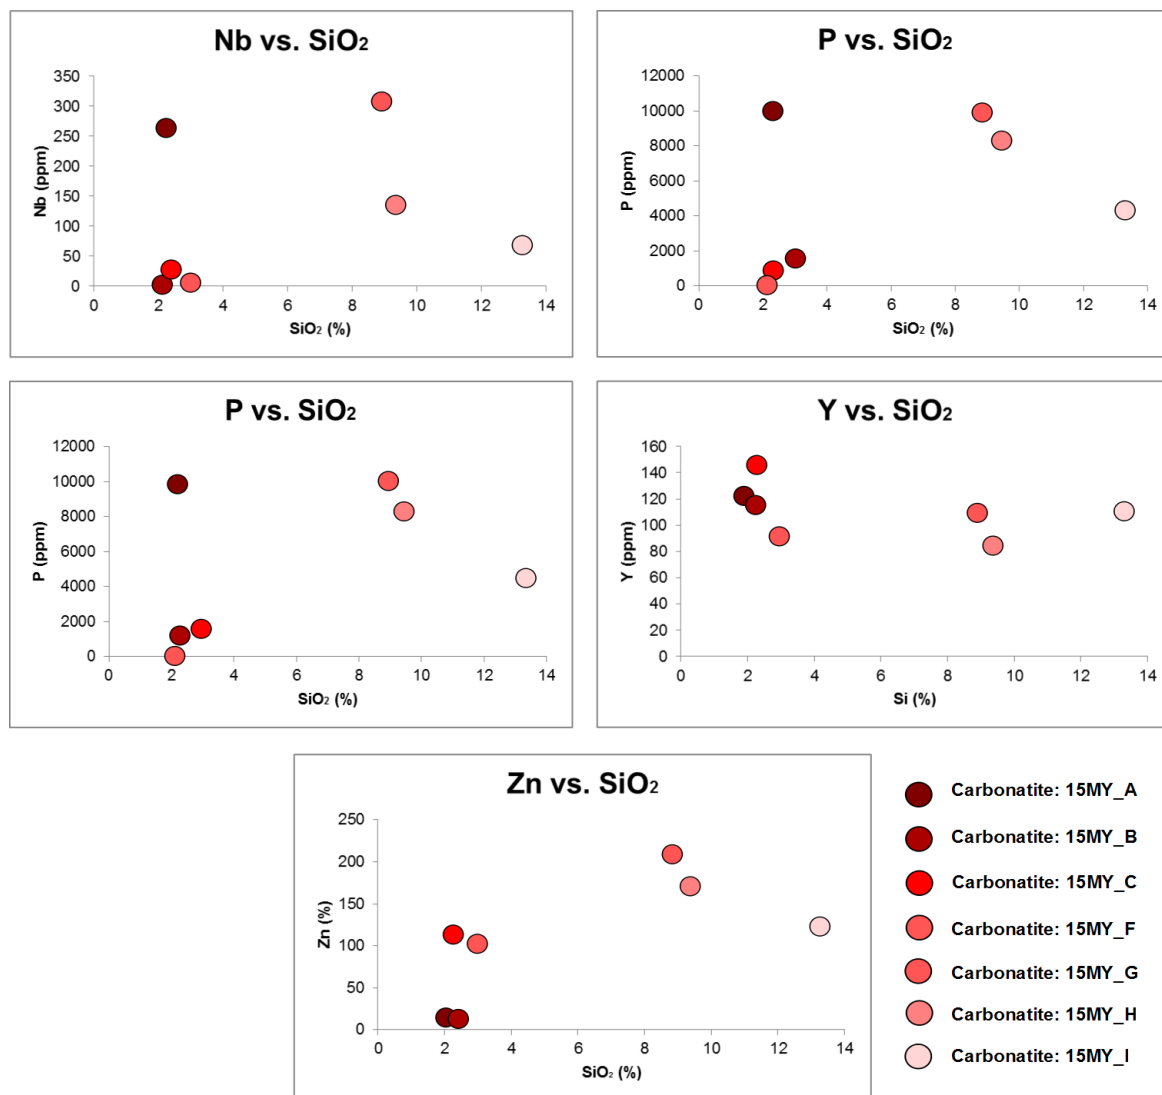 Nb vs. SiO₂
350
300
250
200
150
100
50
0
Nb (ppm)
0 2 4 6 8 10 12 14
SiO₂ (%)
P vs. SiO₂
12000
10000
8000
6000
4000
2000
0
P (ppm)
0 2 4 6 8 10 12 14
SiO₂ (%)
P vs. SiO₂
12000
10000
8000
6000
4000
2000
0
P (ppm)
0 2 4 6 8 10 12 14
SiO₂ (%)
Y vs. SiO₂
160
140
120
100
80
60
40
20
0
Y (ppm)
0 2 4 6 8 10 12 14
Si (%)
Zn vs. SiO₂
250
200
150
100
50
0
Zn (%)
0 2 4 6 8 10 12 14
SiO₂ (%)
Carbonatite: 15MY_A
Carbonatite: 15MY_B
Carbonatite: 15MY_C
Carbonatite: 15MY_F
Carbonatite: 15MY_G
Carbonatite: 15MY_H
Carbonatite: 15MY_I